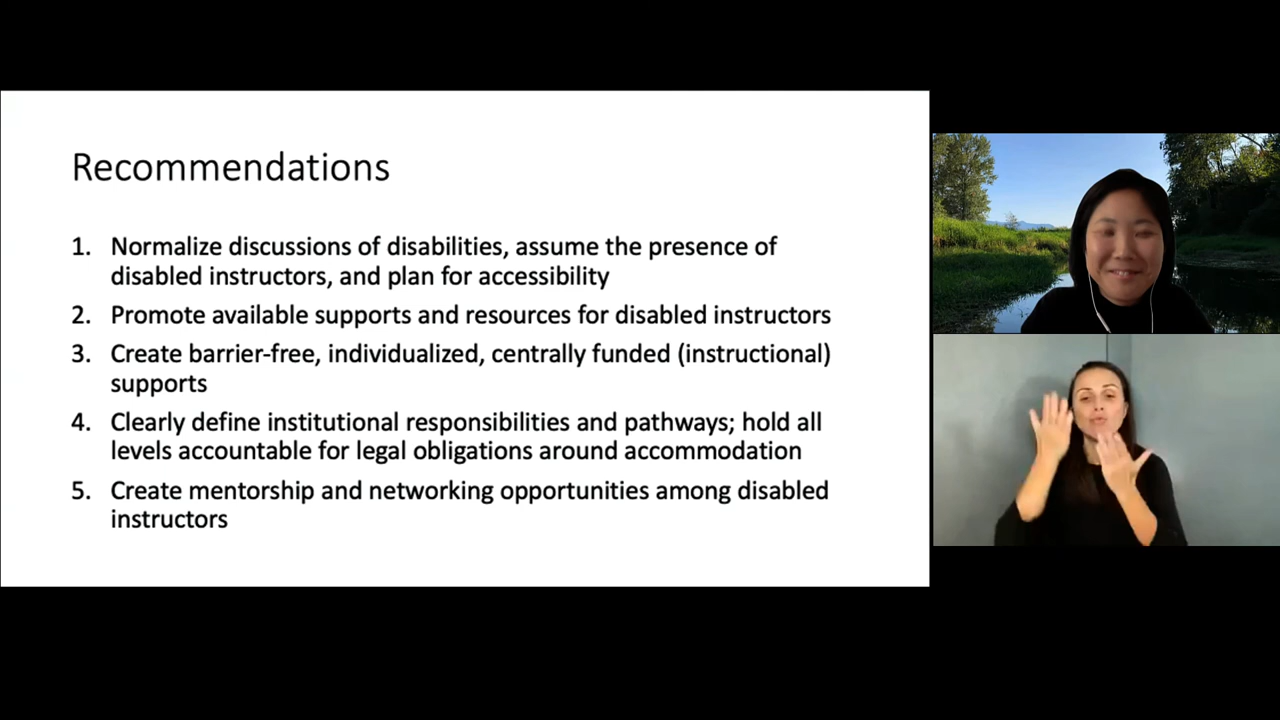 Recommendations
1. Normalize discussions of disabilities, assume the presence of
disabled instructors, and plan for accessibility
2. Promote available supports and resources for disabled instructors
3. Create barrier-free, individualized, centrally funded (instructional)
supports
4. Clearly define institutional responsibilities and pathways; hold all
levels accountable for legal obligations around accommodation
5. Create mentorship and networking opportunities among disabled
instructors